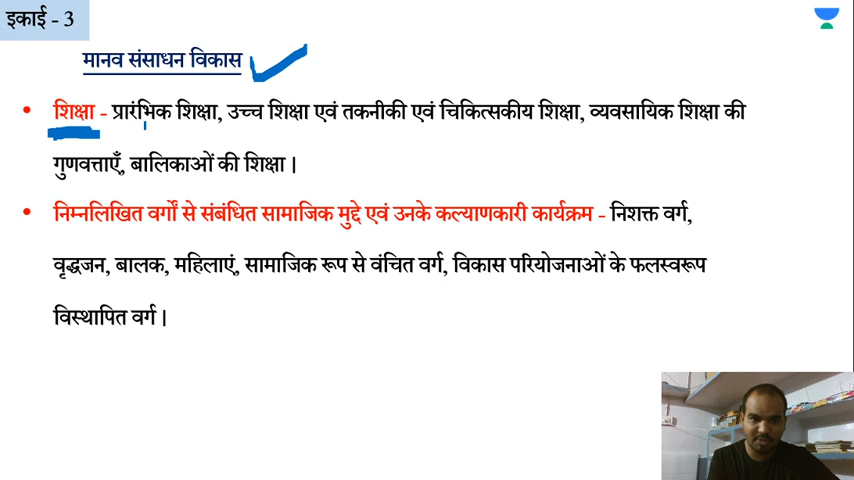 इकाई - 3
मानव संसाधन विकास
• शिक्षा - प्रारंभिक शिक्षा, उच्च शिक्षा एवं तकनीकी एवं चिकित्सकीय शिक्षा, व्यवसायिक शिक्षा की
गुणवत्ताएँ, बालिकाओं की शिक्षा।
• निम्नलिखित वर्गों से संबंधित सामाजिक मुद्दे एवं उनके कल्याणकारी कार्यक्रम - निशक्त वर्ग,
वृद्धजन, बालक, महिलाएं, सामाजिक रूप से वंचित वर्ग, विकास परियोजनाओं के फलस्वरूप
विस्थापित वर्ग।